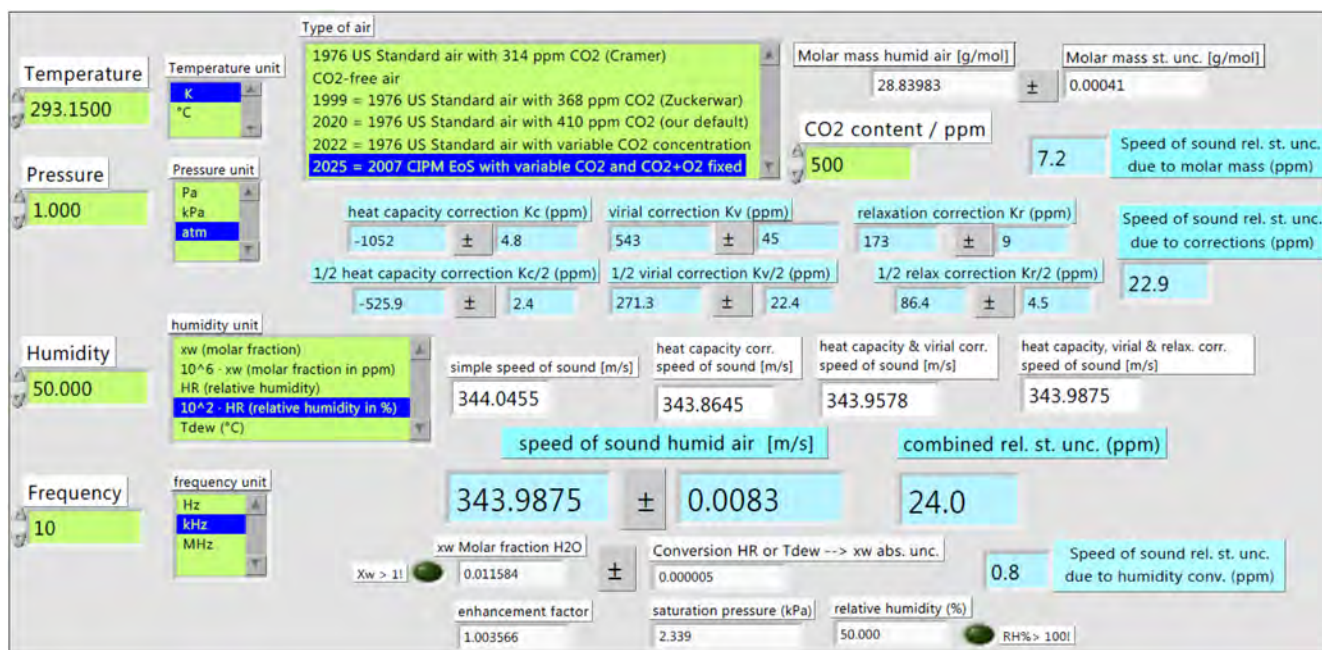 Type of air
Temperature
Temperature unit
293.1500
K
°C
1976 US Standard air with 314 ppm CO2 (Cramer)
CO2-free air
1999 = 1976 US Standard air with 368 ppm CO2 (Zuckerwar)
2020 = 1976 US Standard air with 410 ppm CO2 (our default)
2022 = 1976 US Standard air with variable CO2 concentration
2025 = 2007 CIPM EoS with variable CO2 and CO2+O2 fixed
Molar mass humid air [g/mol]
28.83983
±
Molar mass st. unc. [g/mol]
0.00041
CO2 content / ppm
500
7.2
Speed of sound rel. st. unc.
due to molar mass (ppm)
Pressure
1.000
Pressure unit
Pa
kPa
atm
heat capacity correction Kc (ppm)
-1052 ± 4.8
virial correction Kv (ppm)
543 ± 45
relaxation correction Kr (ppm)
173 ± 9
Speed of sound rel. st. unc.
due to corrections (ppm)
22.9
1/2 heat capacity correction Kc/2 (ppm)
-525.9 ± 2.4
1/2 virial correction Kv/2 (ppm)
271.3 ± 22.4
1/2 relax correction Kr/2 (ppm)
86.4 ± 4.5
Humidity
50.000
humidity unit
xw (molar fraction)
10^6 · xw (molar fraction in ppm)
HR (relative humidity)
10^2 · HR (relative humidity in %)
Tdew (°C)
simple speed of sound [m/s]
344.0455
heat capacity corr.
speed of sound [m/s]
343.8645
heat capacity & virial corr.
speed of sound [m/s]
343.9578
heat capacity, virial & relax. corr.
speed of sound [m/s]
343.9875
Frequency
10
frequency unit
Hz
kHz
MHz
speed of sound humid air [m/s]
343.9875 ± 0.0083
combined rel. st. unc. (ppm)
24.0
Xw > 1!
xw Molar fraction H2O
0.011584
±
Conversion HR or Tdew --> xw abs. unc.
0.000005
0.8
Speed of sound rel. st. unc.
due to humidity conv. (ppm)
enhancement factor
1.003566
saturation pressure (kPa)
2.339
relative humidity (%)
50.000
RH%> 100!